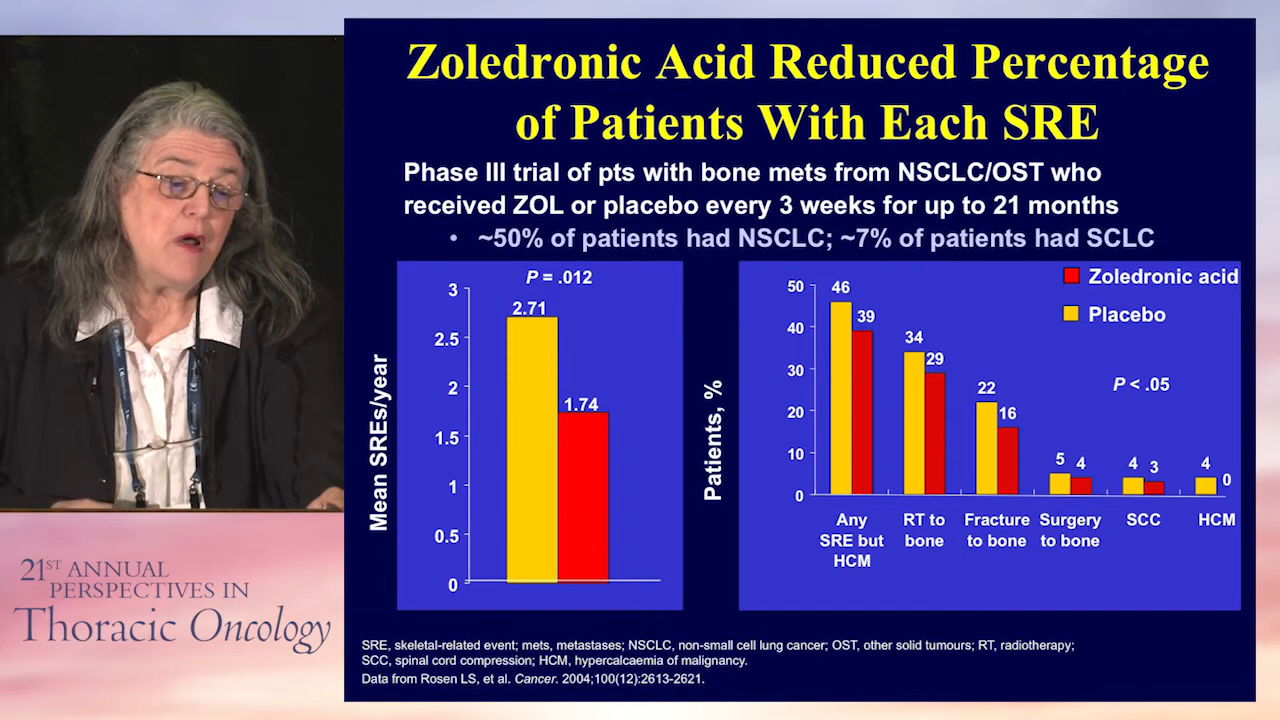 Zoledronic Acid Reduced Percentage
of Patients With Each SRE
Phase III trial of pts with bone mets from NSCLC/OST who
received ZOL or placebo every 3 weeks for up to 21 months
• ~50% of patients had NSCLC; ~7% of patients had SCLC
P = .012
Mean SREs/year
3
2.5
2
1.5
1
0.5
0
2.71
1.74
Zoledronic acid
Placebo
P < .05
Patients, %
50
40
30
20
10
0
46
39
34
29
22
16
5
4
4
3
4
0
Any
SRE but
HCM
RT to
bone
Fracture
to bone
Surgery
to bone
SCC
HCM
SRE, skeletal-related event; mets, metastases; NSCLC, non-small cell lung cancer; OST, other solid tumours; RT, radiotherapy;
SCC, spinal cord compression; HCM, hypercalcaemia of malignancy.
Data from Rosen LS, et al. Cancer. 2004;100(12):2613-2621.
21ST ANNUAL
PERSPECTIVES IN
Thoracic Oncology